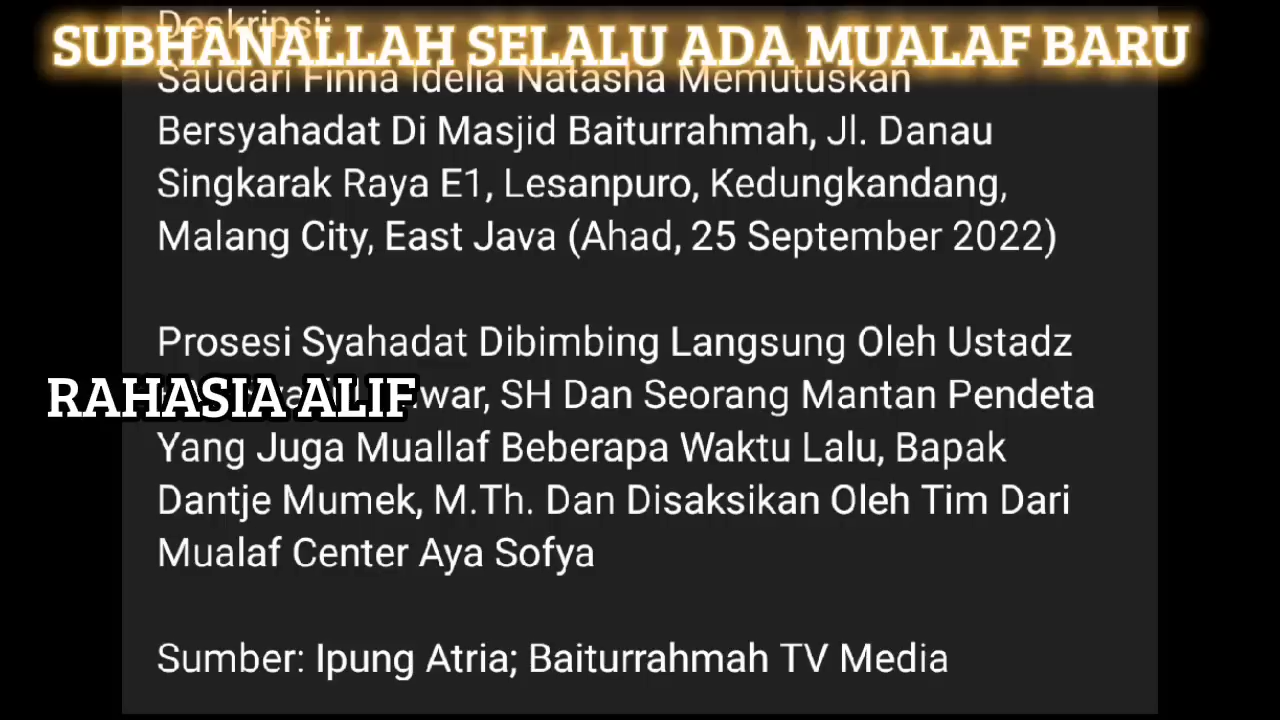 Deskripsi:
SUBHANALLAH SELALU ADA MUALAF BARU
Saudari Finna Idelia Natasha Memutuskan
Bersyahadat Di Masjid Baiturrahmah, Jl. Danau
Singkarak Raya E1, Lesanpuro, Kedungkandang,
Malang City, East Java (Ahad, 25 September 2022)
Prosesi Syahadat Dibimbing Langsung Oleh Ustadz
RAHASIA ALIF
SH Dan Seorang Mantan Pendeta
Yang Juga Muallaf Beberapa Waktu Lalu, Bapak
Dantje Mumek, M.Th. Dan Disaksikan Oleh Tim Dari
Mualaf Center Aya Sofya
Sumber: Ipung Atria; Baiturrahmah TV Media